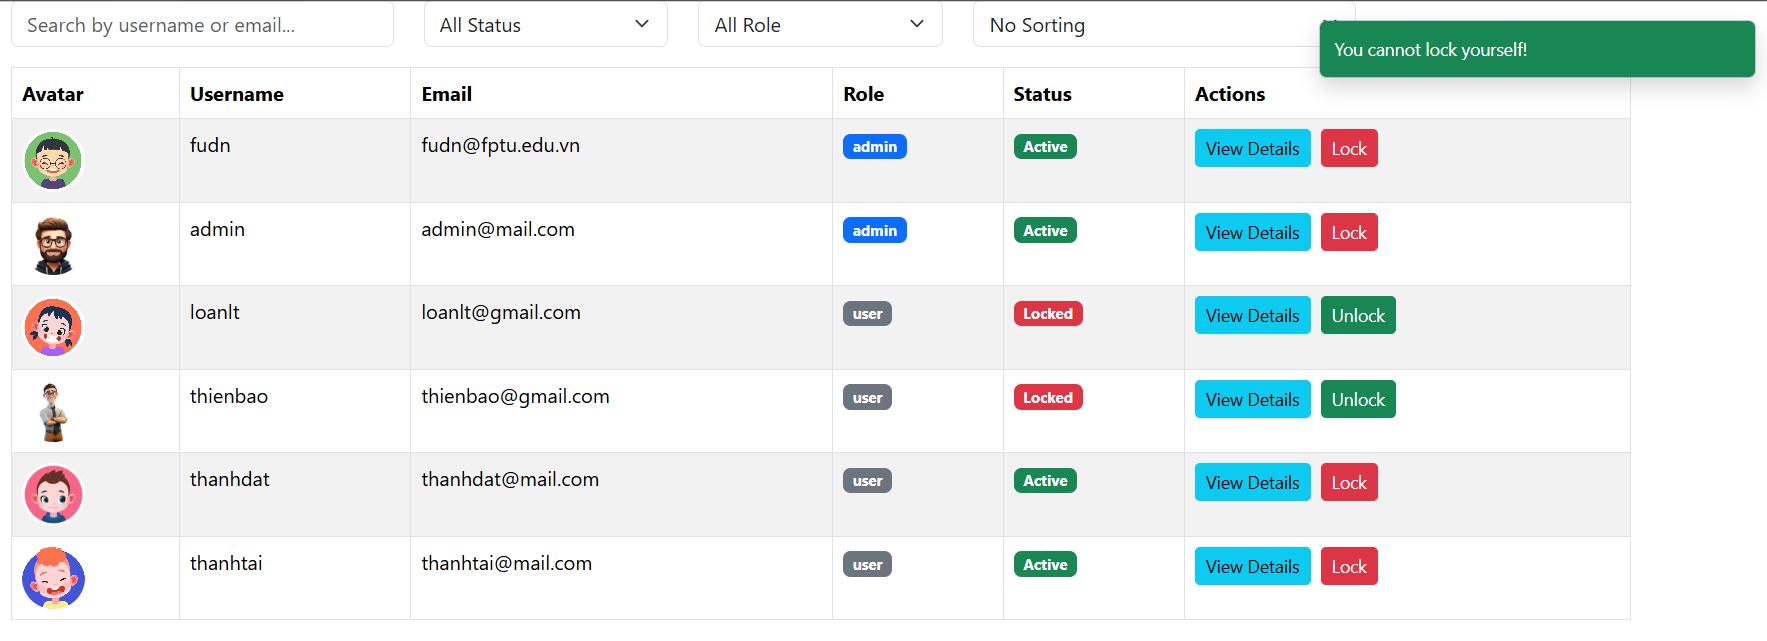 Search by username or email... All Status All Role No Sorting
You cannot lock yourself!
Avatar Username Email Role Status Actions
fudn fudn@fptu.edu.vn admin Active View Details Lock
admin admin@mail.com admin Active View Details Lock
loanlt loanlt@gmail.com user Locked View Details Unlock
thienbao thienbao@gmail.com user Locked View Details Unlock
thanhdat thanhdat@mail.com user Active View Details Lock
thanhtai thanhtai@mail.com user Active View Details Lock